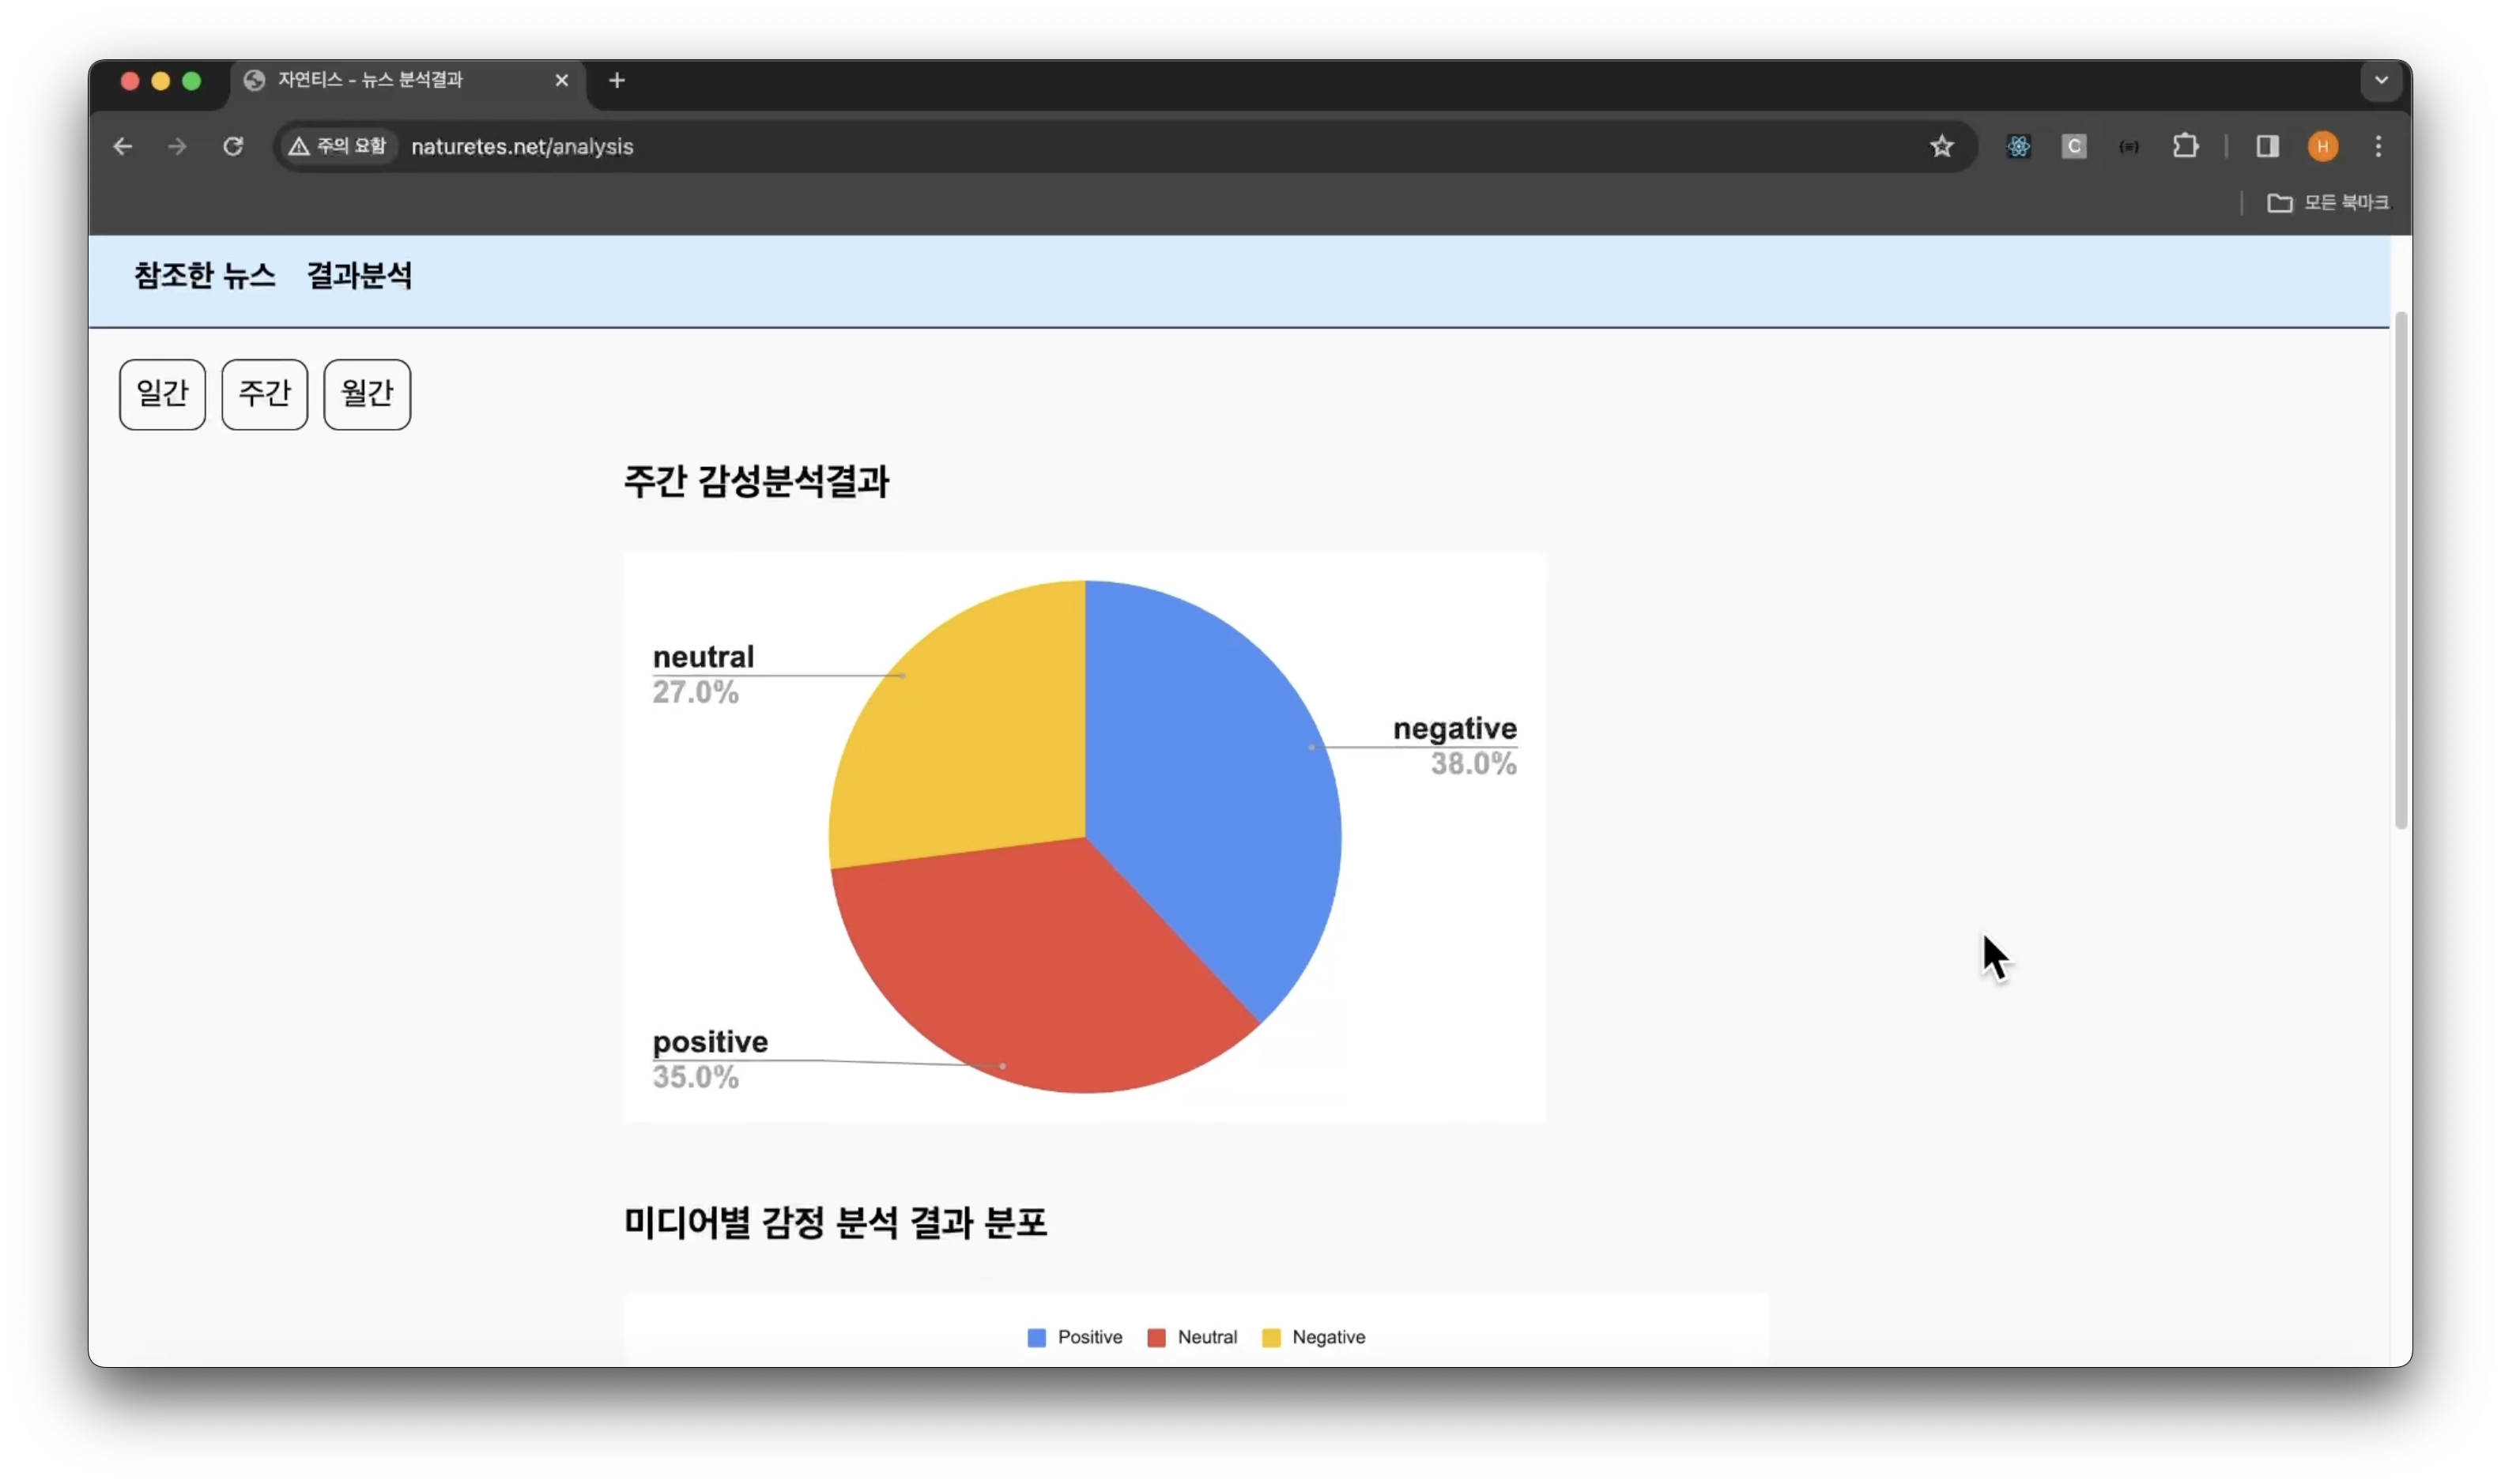 자연티스 - 뉴스 분석결과
주의 요함 naturetes.net/analysis
C
H
모든 북마크
참조한 뉴스 결과분석
일간 주간 월간
주간 감성분석결과
neutral
27.0%
negative
38.0%
positive
35.0%
미디어별 감정 분석 결과 분포
Positive Neutral Negative